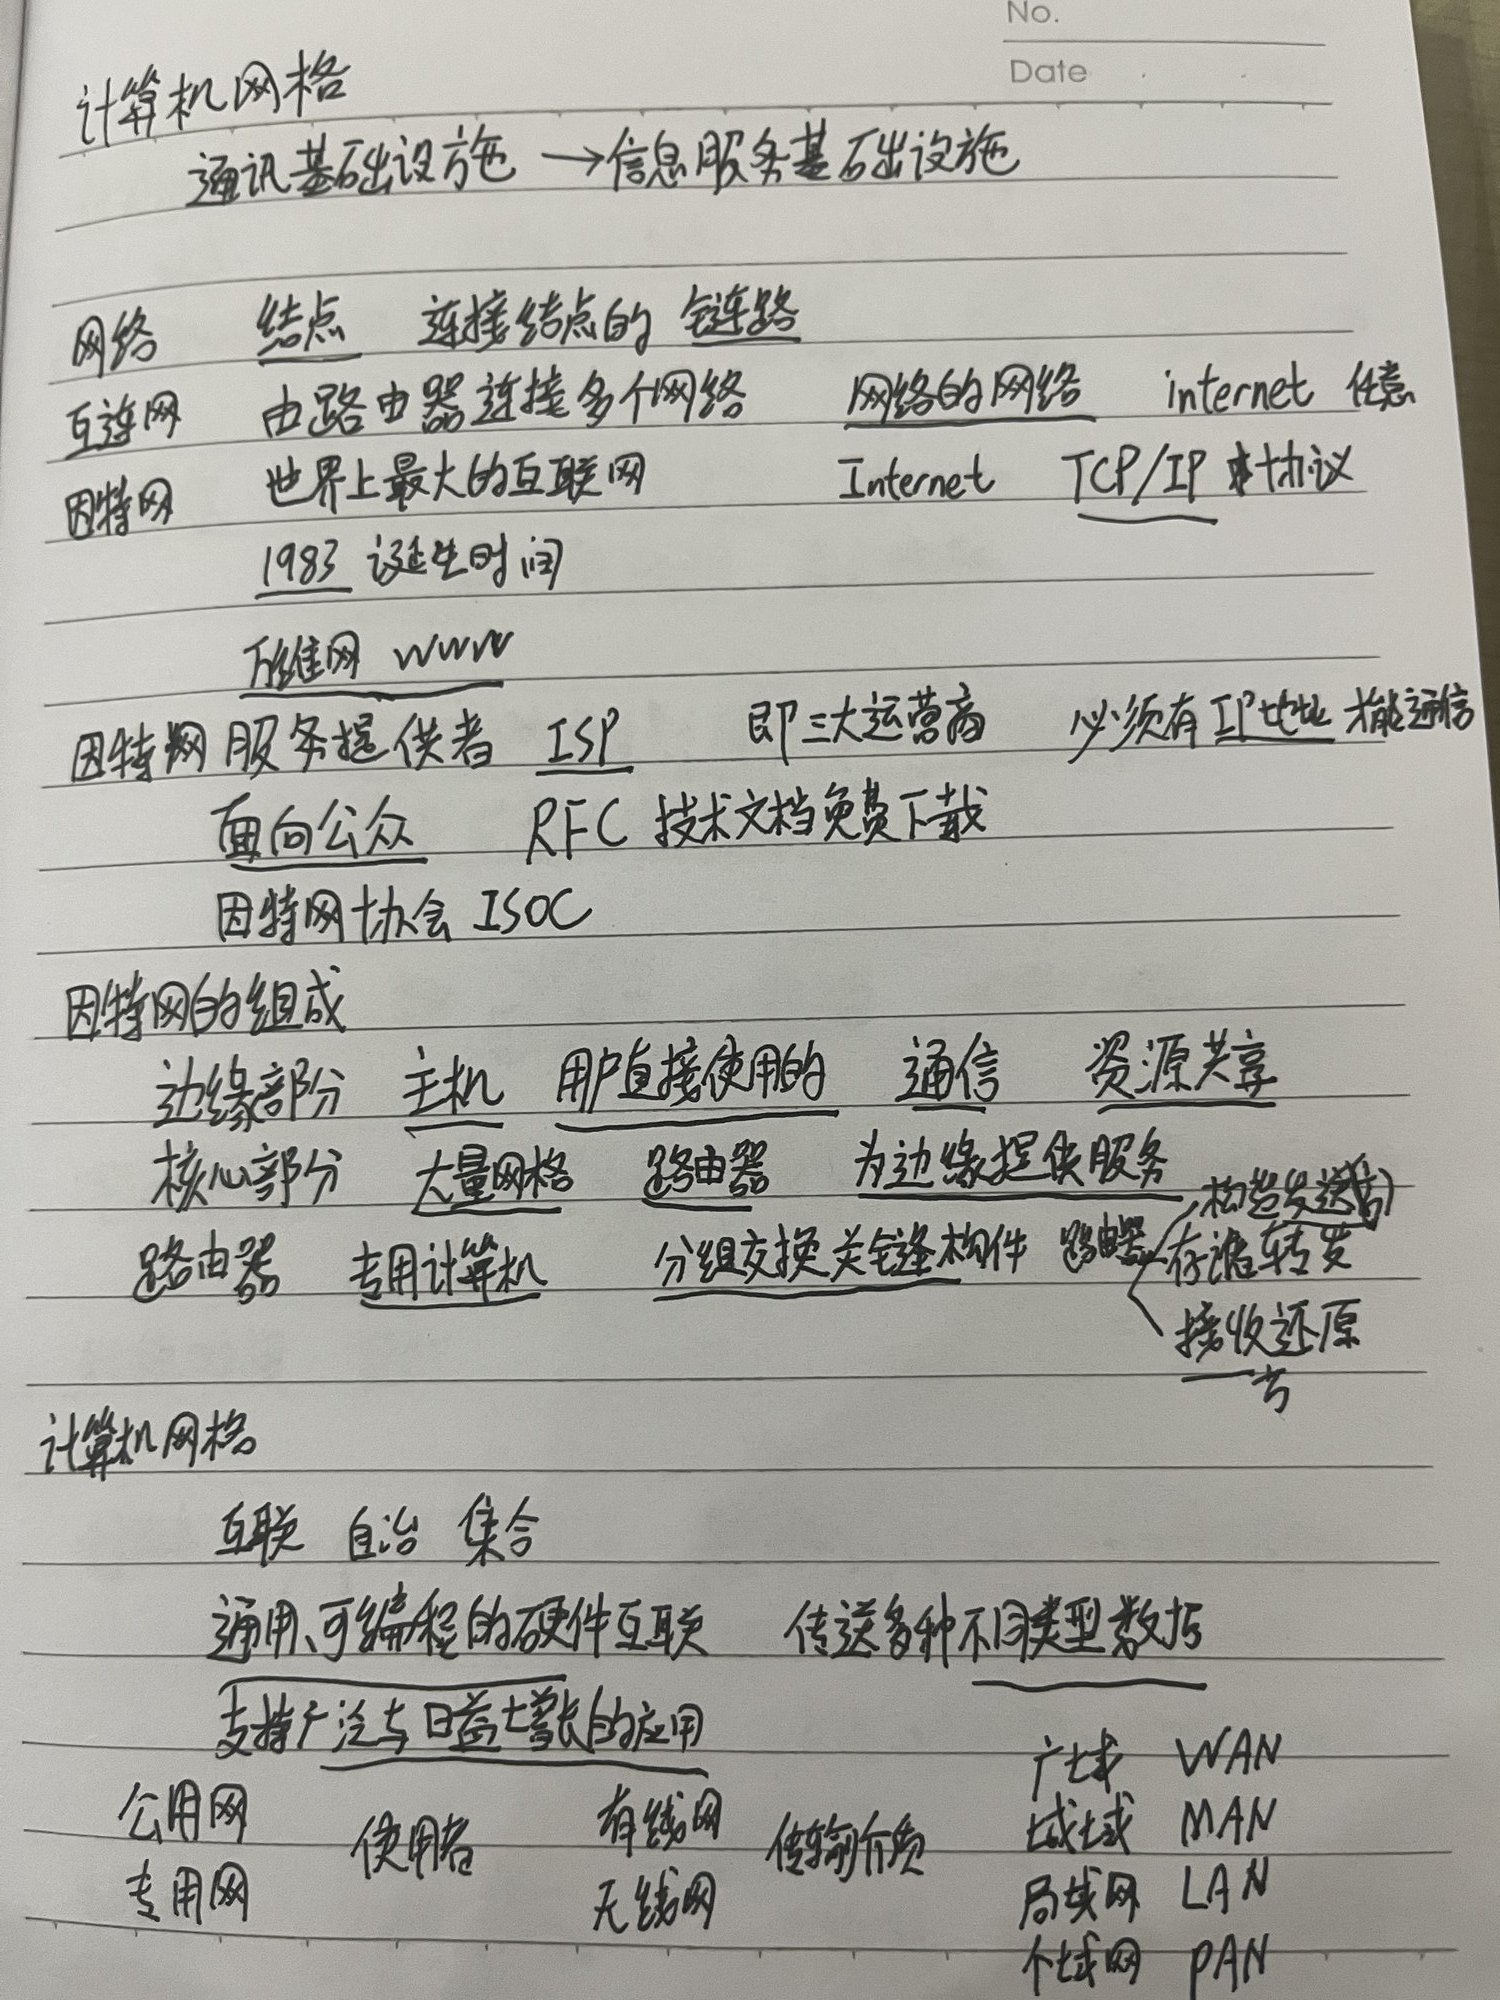 No.
Date
计算机网格
通讯基础设施 →信息服务基础出设施
网络 结点 连接结点的 链路
互连网 由路由器连接多个网络 网络的网络 internet 任意
因特网 世界上最大的互联网 Internet TCP/IP 协议
1983 诞生时间
万维网 www
因特网服务提供者 ISP 即三大运营商 必须有IP地址才能通信
面向公众 RFC 技术文档免费下载
因特网协会 ISOC
因特网的组成
边缘部份 主机 用户直接使用的 通信 资源共享
核心部份 大量网格 路由器 为边缘提供服务
路由器 专用计算机 分组交换关键构件 路由器
构造发送(古)
存储转发
接收还原
计算机网格
互联 自治 集合
通用、可编程的硬件互联 传送多种不同类型数据
支持广泛与日益增长的应用
公用网 使用者 有线网 传输介质 广域 WAN
专用网 无线网 城域 MAN
局域网 LAN
个域网 PAN